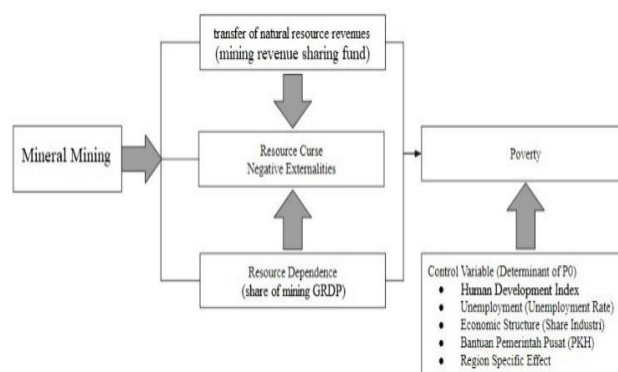 transfer of natural resource revenues
(mining revenue sharing fund)
Mineral Mining
Resource Curse
Negative Externalities
Poverty
Resource Dependence
(share of mining GRDP)
Control Variable (Determinant of P0)
● Human Development Index
● Unemployment (Unemployment Rate)
● Economic Structure (Share Industri)
● Bantuan Pemerintah Pusat (PKH)
● Region Specific Effect